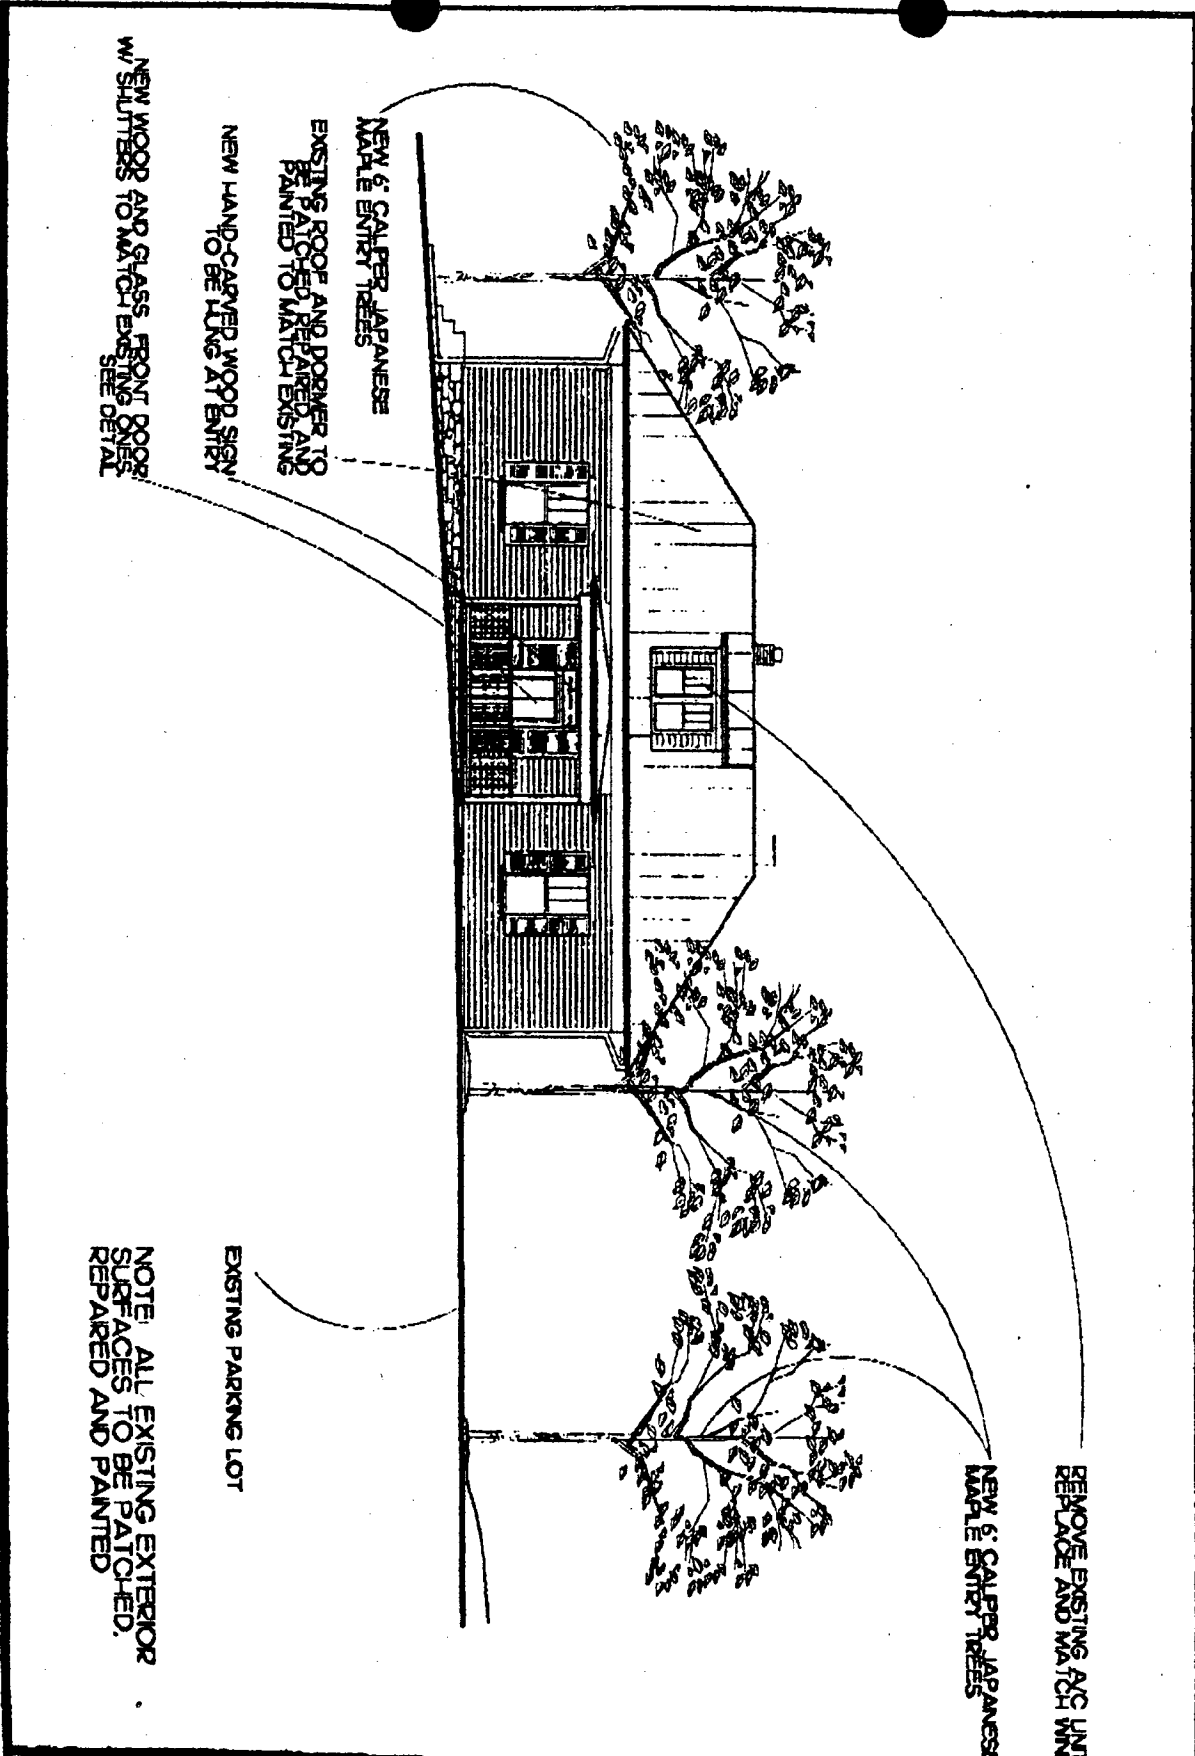 REMOVE EXISTING A/C UNIT
REPLACE AND MATCH
NEW 6" CALIPER JAPANESE
MAPLE ENTRY TREES
NEW 6" CALIPER JAPANESE
MAPLE ENTRY TREES
EXISTING ROOF AND DORMER TO
BE PATCHED, REPAIRED, AND
PAINTED TO MATCH EXISTING
NEW HAND-CARVED WOOD SIGN
TO BE HUNG AT ENTRY
NEW WOOD AND GLASS FRONT DOOR
W/ SHUTTERS TO MATCH EXISTING ONES.
SEE DETAIL
EXISTING PARKING LOT
NOTE: ALL EXISTING EXTERIOR
SURFACES TO BE PATCHED,
REPAIRED AND PAINTED